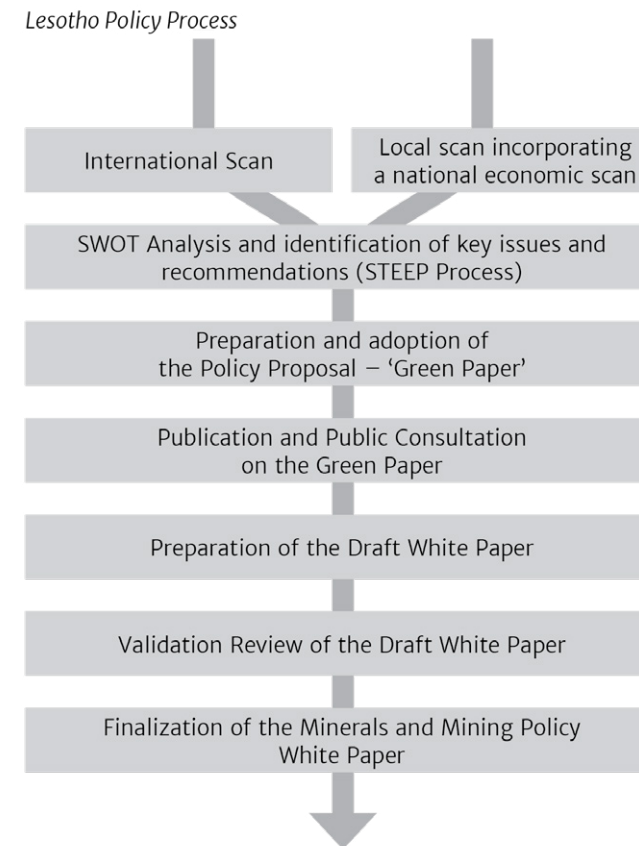 Lesotho Policy Process
International Scan
Local scan incorporating
a national economic scan
SWOT Analysis and identification of key issues and
recommendations (STEEP Process)
Preparation and adoption of
the Policy Proposal – ‘Green Paper’
Publication and Public Consultation
on the Green Paper
Preparation of the Draft White Paper
Validation Review of the Draft White Paper
Finalization of the Minerals and Mining Policy
White Paper